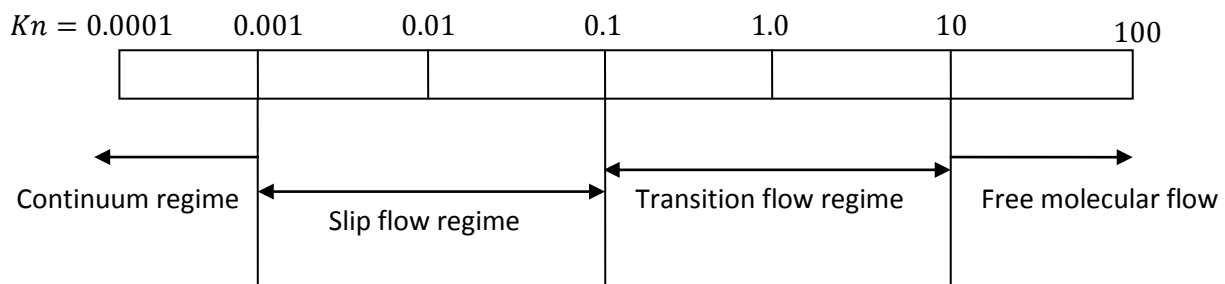 Kn = 0.0001 0.001 0.01 0.1 1.0 10 100
Continuum regime
Slip flow regime
Transition flow regime
Free molecular flow